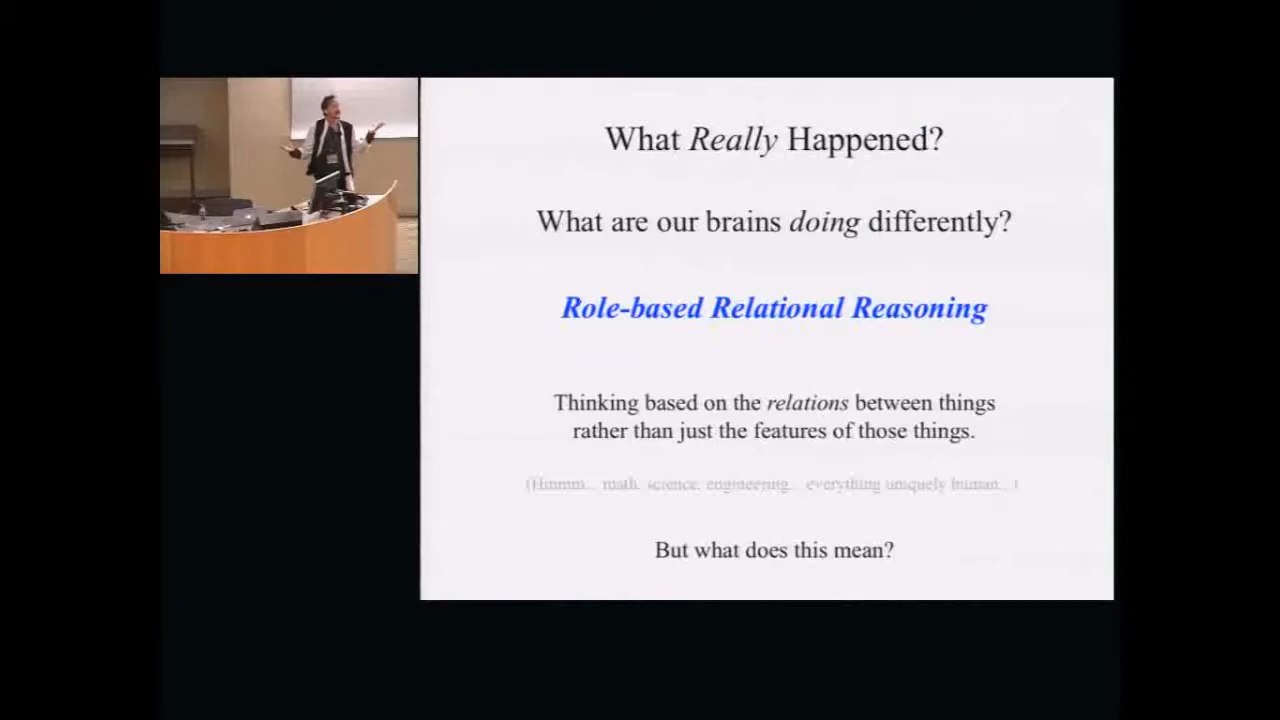 What Really Happened?
What are our brains doing differently?
Role-based Relational Reasoning
Thinking based on the relations between things
rather than just the features of those things.
(Hmmm... math, science, engineering... everything uniquely human...)
But what does this mean?